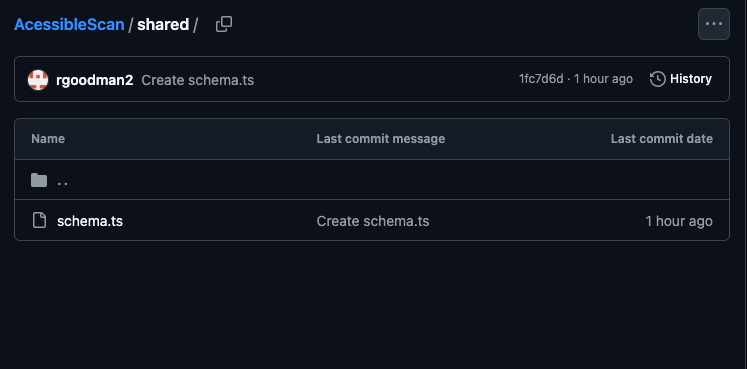 AcessibleScan / shared /
rgoodman2 Create schema.ts 1fc7d6d · 1 hour ago History
Name Last commit message Last commit date
..
schema.ts Create schema.ts 1 hour ago